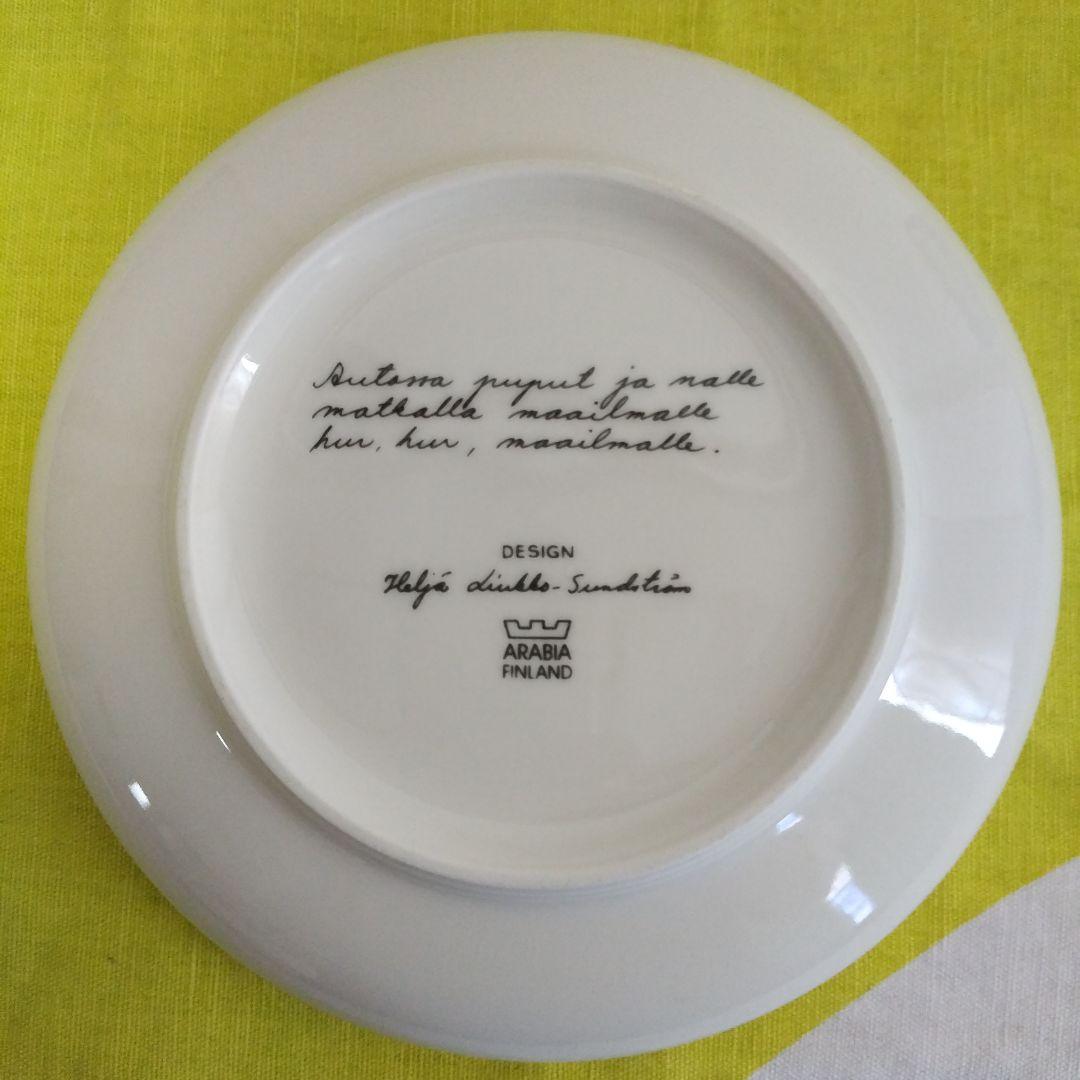 Autossa puput ja nalle
matkalla maailmalle
hur, hur, maailmalle.
DESIGN
Heljä Liukko-Sundström
ARABIA
FINLAND